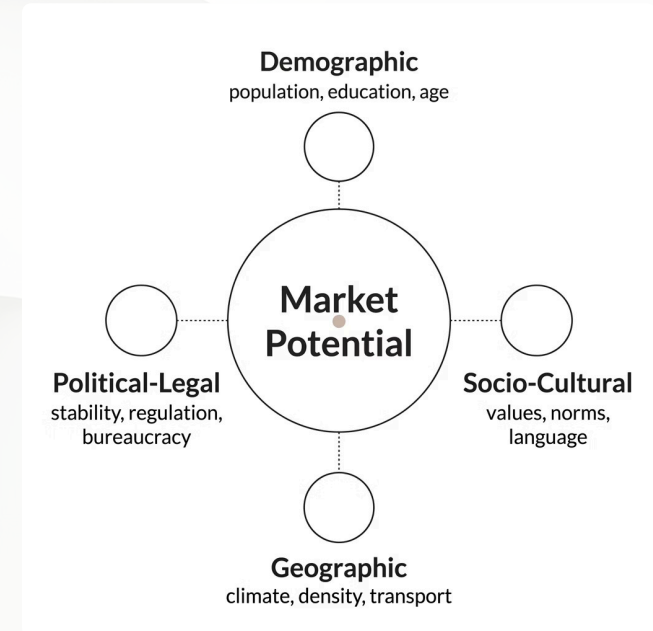 Demographic
population, education, age
Market
Potential
Political-Legal
stability, regulation,
bureaucracy
Socio-Cultural
values, norms,
language
Geographic
climate, density, transport